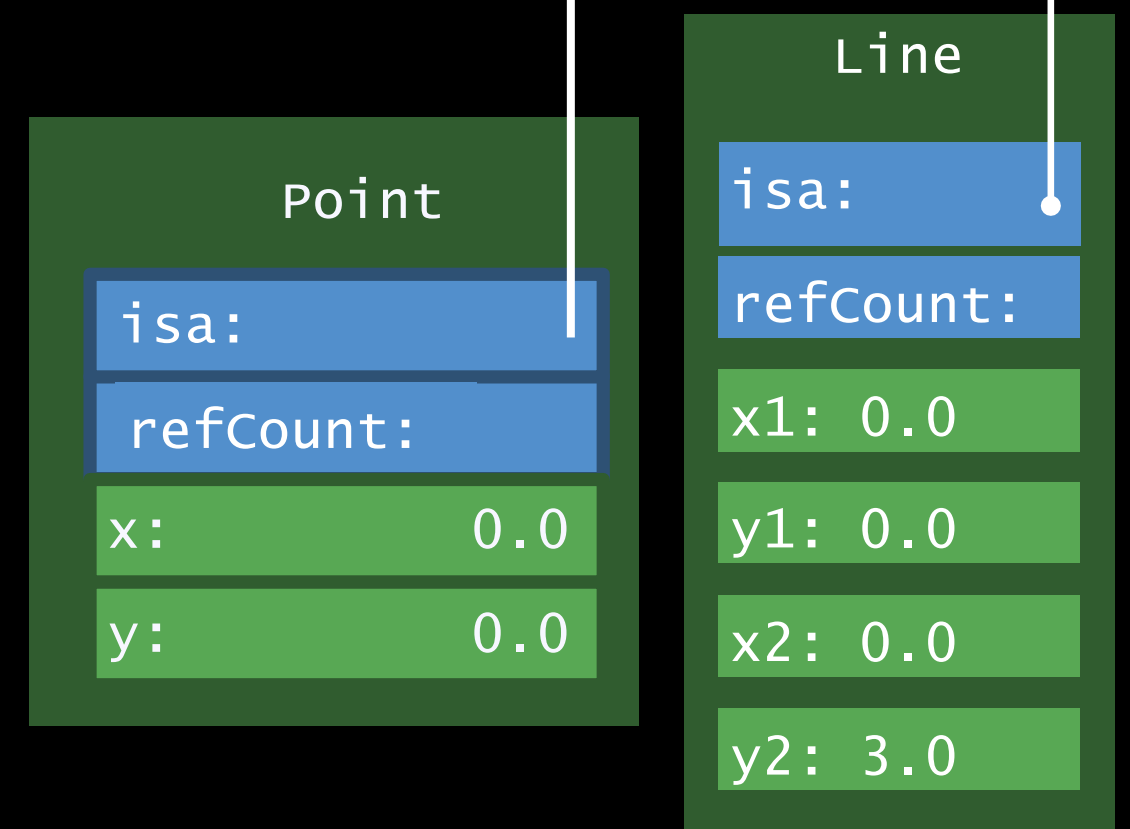 Point
isa:
refCount:
x: 0.0
y: 0.0
Line
isa:
refCount:
x1: 0.0
y1: 0.0
x2: 0.0
y2: 3.0